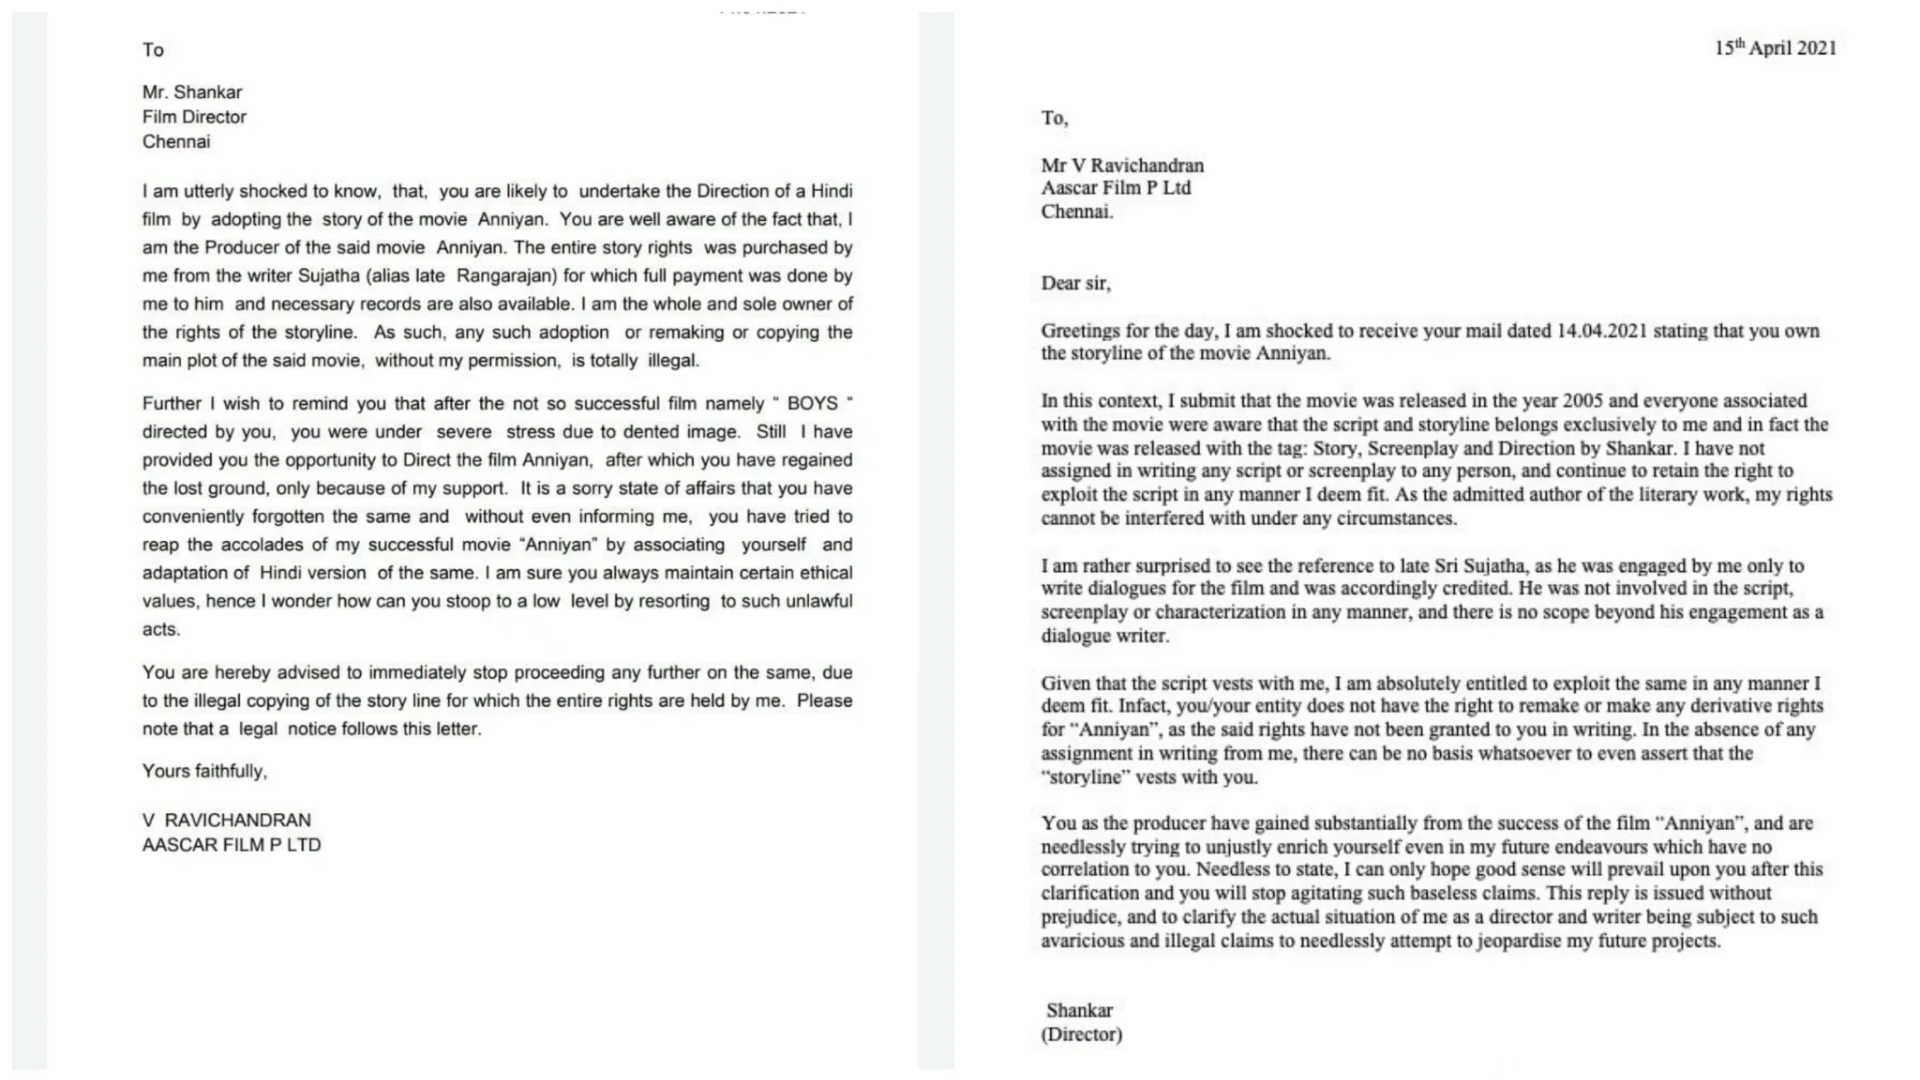 To
Mr. Shankar
Film Director
Chennai
I am utterly shocked to know, that, you are likely to undertake the Direction of a Hindi
film by adopting the story of the movie Anniyan. You are well aware of the fact that, I
am the Producer of the said movie Anniyan. The entire story rights was purchased by
me from the writer Sujatha (alias late Rangarajan) for which full payment was done by
me to him and necessary records are also available. I am the whole and sole owner of
the rights of the storyline. As such, any such adoption or remaking or copying the
main plot of the said movie, without my permission, is totally illegal.
Further I wish to remind you that after the not so successful film namely " BOYS "
directed by you, you were under severe stress due to dented image. Still I have
provided you the opportunity to Direct the film Anniyan, after which you have regained
the lost ground, only because of my support. It is a sorry state of affairs that you have
conveniently forgotten the same and without even informing me, you have tried to
reap the accolades of my successful movie "Anniyan" by associating yourself and
adaptation of Hindi version of the same. I am sure you always maintain certain ethical
values, hence I wonder how can you stoop to a low level by resorting to such unlawful
acts.
You are hereby advised to immediately stop proceeding any further on the same, due
to the illegal copying of the story line for which the entire rights are held by me. Please
note that a legal notice follows this letter.
Yours faithfully,
V RAVICHANDRAN
AASCAR FILM P LTD
15th April 2021
To,
Mr V Ravichandran
Aascar Film P Ltd
Chennai.
Dear sir,
Greetings for the day, I am shocked to receive your mail dated 14.04.2021 stating that you own
the storyline of the movie Anniyan.
In this context, I submit that the movie was released in the year 2005 and everyone associated
with the movie were aware that the script and storyline belongs exclusively to me and in fact the
movie was released with the tag: Story, Screenplay and Direction by Shankar. I have not
assigned in writing any script or screenplay to any person, and continue to retain the right to
exploit the script in any manner I deem fit. As the admitted author of the literary work, my rights
cannot be interfered with under any circumstances.
I am rather surprised to see the reference to late Sri Sujatha, as he was engaged by me only to
write dialogues for the film and was accordingly credited. He was not involved in the script,
screenplay or characterization in any manner, and there is no scope beyond his engagement as a
dialogue writer.
Given that the script vests with me, I am absolutely entitled to exploit the same in any manner I
deem fit. Infact, you/your entity does not have the right to remake or make any derivative rights
for "Anniyan", as the said rights have not been granted to you in writing. In the absence of any
assignment in writing from me, there can be no basis whatsoever to even assert that the
"storyline" vests with you.
You as the producer have gained substantially from the success of the film "Anniyan", and are
needlessly trying to unjustly enrich yourself even in my future endeavours which have no
correlation to you. Needless to state, I can only hope good sense will prevail upon you after this
clarification and you will stop agitating such baseless claims. This reply is issued without
prejudice, and to clarify the actual situation of me as a director and writer being subject to such
avaricious and illegal claims to needlessly attempt to jeopardise my future projects.
Shankar
(Director)